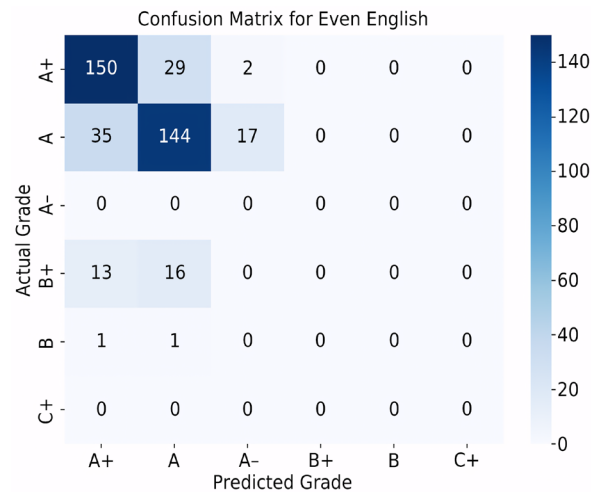 Confusion Matrix for Even English
A+ 150 29 2 0 0 0
A 35 144 17 0 0 0
A– 0 0 0 0 0 0
B+ 13 16 0 0 0 0
B 1 1 0 0 0 0
C+ 0 0 0 0 0 0
A+ A A– B+ B C+
Predicted Grade
Actual Grade
140
120
100
80
60
40
20
0